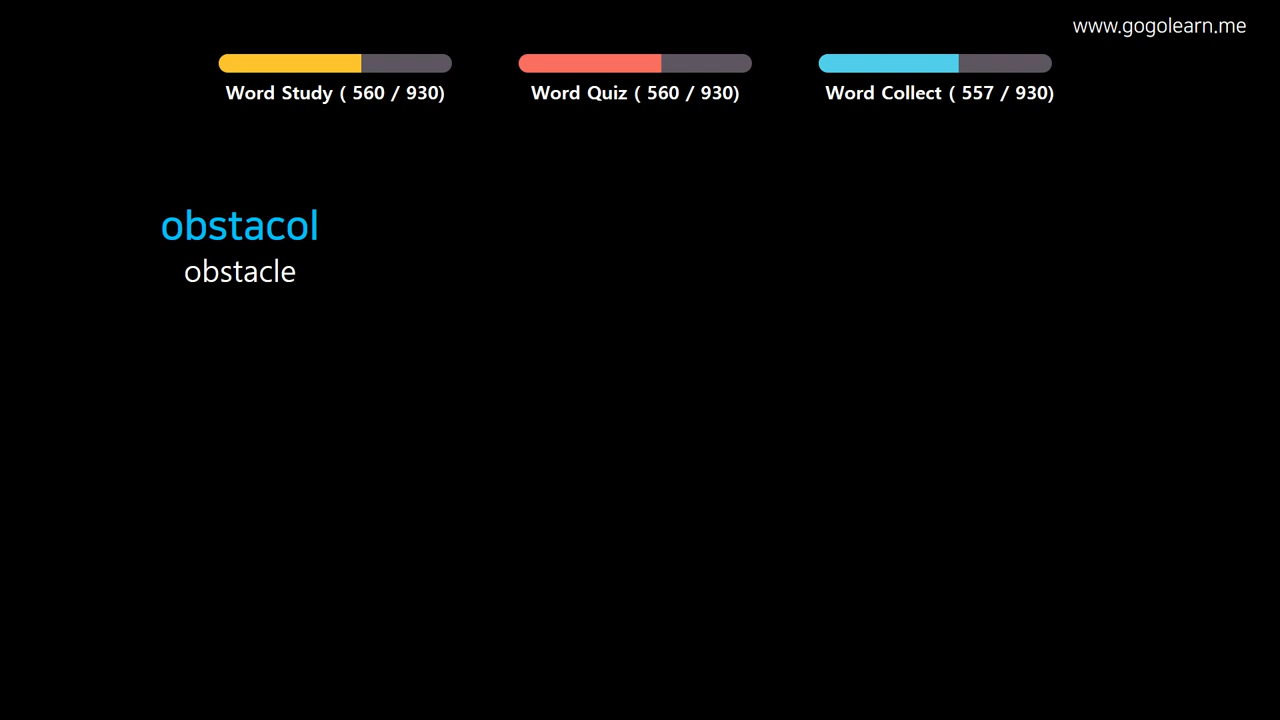 www.gogolearn.me
Word Study ( 560 / 930)
Word Quiz ( 560 / 930)
Word Collect ( 557 / 930)
obstacol
obstacle